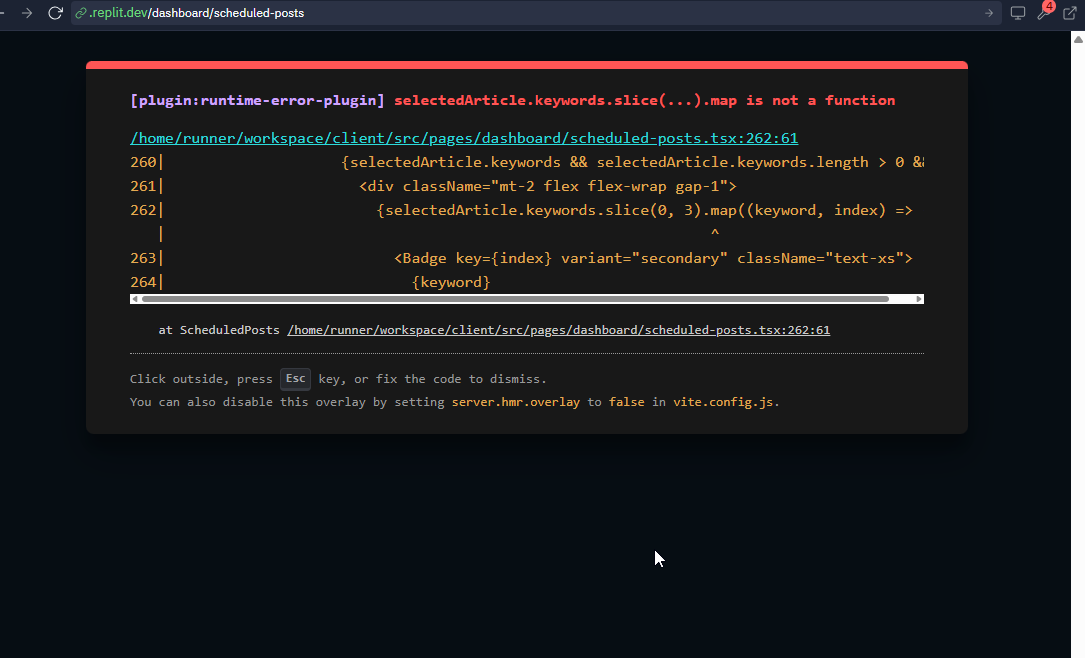 .replit.dev/dashboard/scheduled-posts
4
[plugin:runtime-error-plugin] selectedArticle.keywords.slice(...).map is not a function
/home/runner/workspace/client/src/pages/dashboard/scheduled-posts.tsx:262:61
260| {selectedArticle.keywords && selectedArticle.keywords.length > 0 &&
261| <div className="mt-2 flex flex-wrap gap-1">
262| {selectedArticle.keywords.slice(0, 3).map((keyword, index) =>
| ^
263| <Badge key={index} variant="secondary" className="text-xs">
264| {keyword}
at ScheduledPosts /home/runner/workspace/client/src/pages/dashboard/scheduled-posts.tsx:262:61
Click outside, press Esc key, or fix the code to dismiss.
You can also disable this overlay by setting server.hmr.overlay to false in vite.config.js.